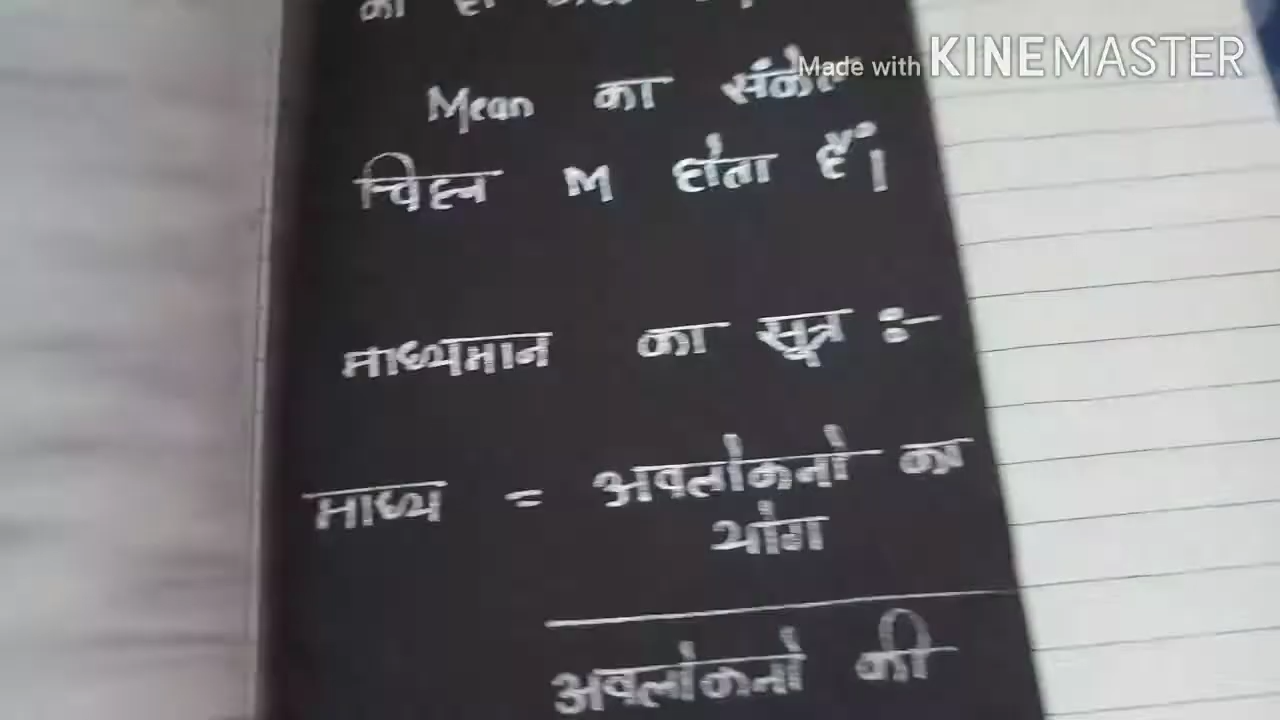 Made with KINEMASTER
Mean का संकेत
चिह्न M होता है।
माध्यमान का सूत्र :-
माध्य = अवलोकनो का
योग
अवलोकनो की